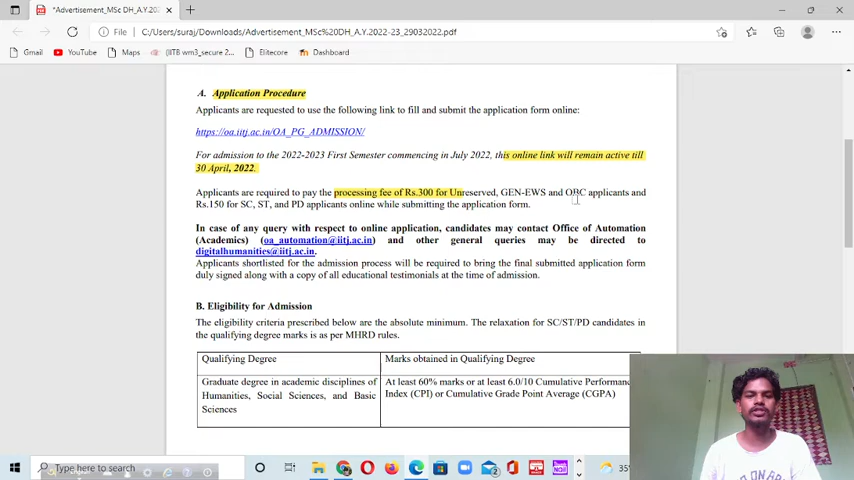 *Advertisement_MSc DH_A.Y.2022
File
C:/Users/suraj/Downloads/Advertisement_MSc%20DH_A.Y.2022-23_29032022.pdf
Gmail
YouTube
Maps
(IITB wm3_secure 2...
Elitecore
Dashboard
A. Application Procedure
Applicants are requested to use the following link to fill and submit the application form online:
https://oa.iitj.ac.in/OA_PG_ADMISSION/
For admission to the 2022-2023 First Semester commencing in July 2022, this online link will remain active till
30 April, 2022.
Applicants are required to pay the processing fee of Rs.300 for Unreserved, GEN-EWS and OBC applicants and
Rs.150 for SC, ST, and PD applicants online while submitting the application form.
In case of any query with respect to online application, candidates may contact Office of Automation
(Academics) (oa_automation@iitj.ac.in) and other general queries may be directed to
digitalhumanities@iitj.ac.in.
Applicants shortlisted for the admission process will be required to bring the final submitted application form
duly signed along with a copy of all educational testimonials at the time of admission.
B. Eligibility for Admission
The eligibility criteria prescribed below are the absolute minimum. The relaxation for SC/ST/PD candidates in
the qualifying degree marks is as per MHRD rules.
Qualifying Degree
Marks obtained in Qualifying Degree
Graduate degree in academic disciplines of
Humanities, Social Sciences, and Basic
Sciences
At least 60% marks or at least 6.0/10 Cumulative Performance
Index (CPI) or Cumulative Grade Point Average (CGPA)
Type here to search
35°